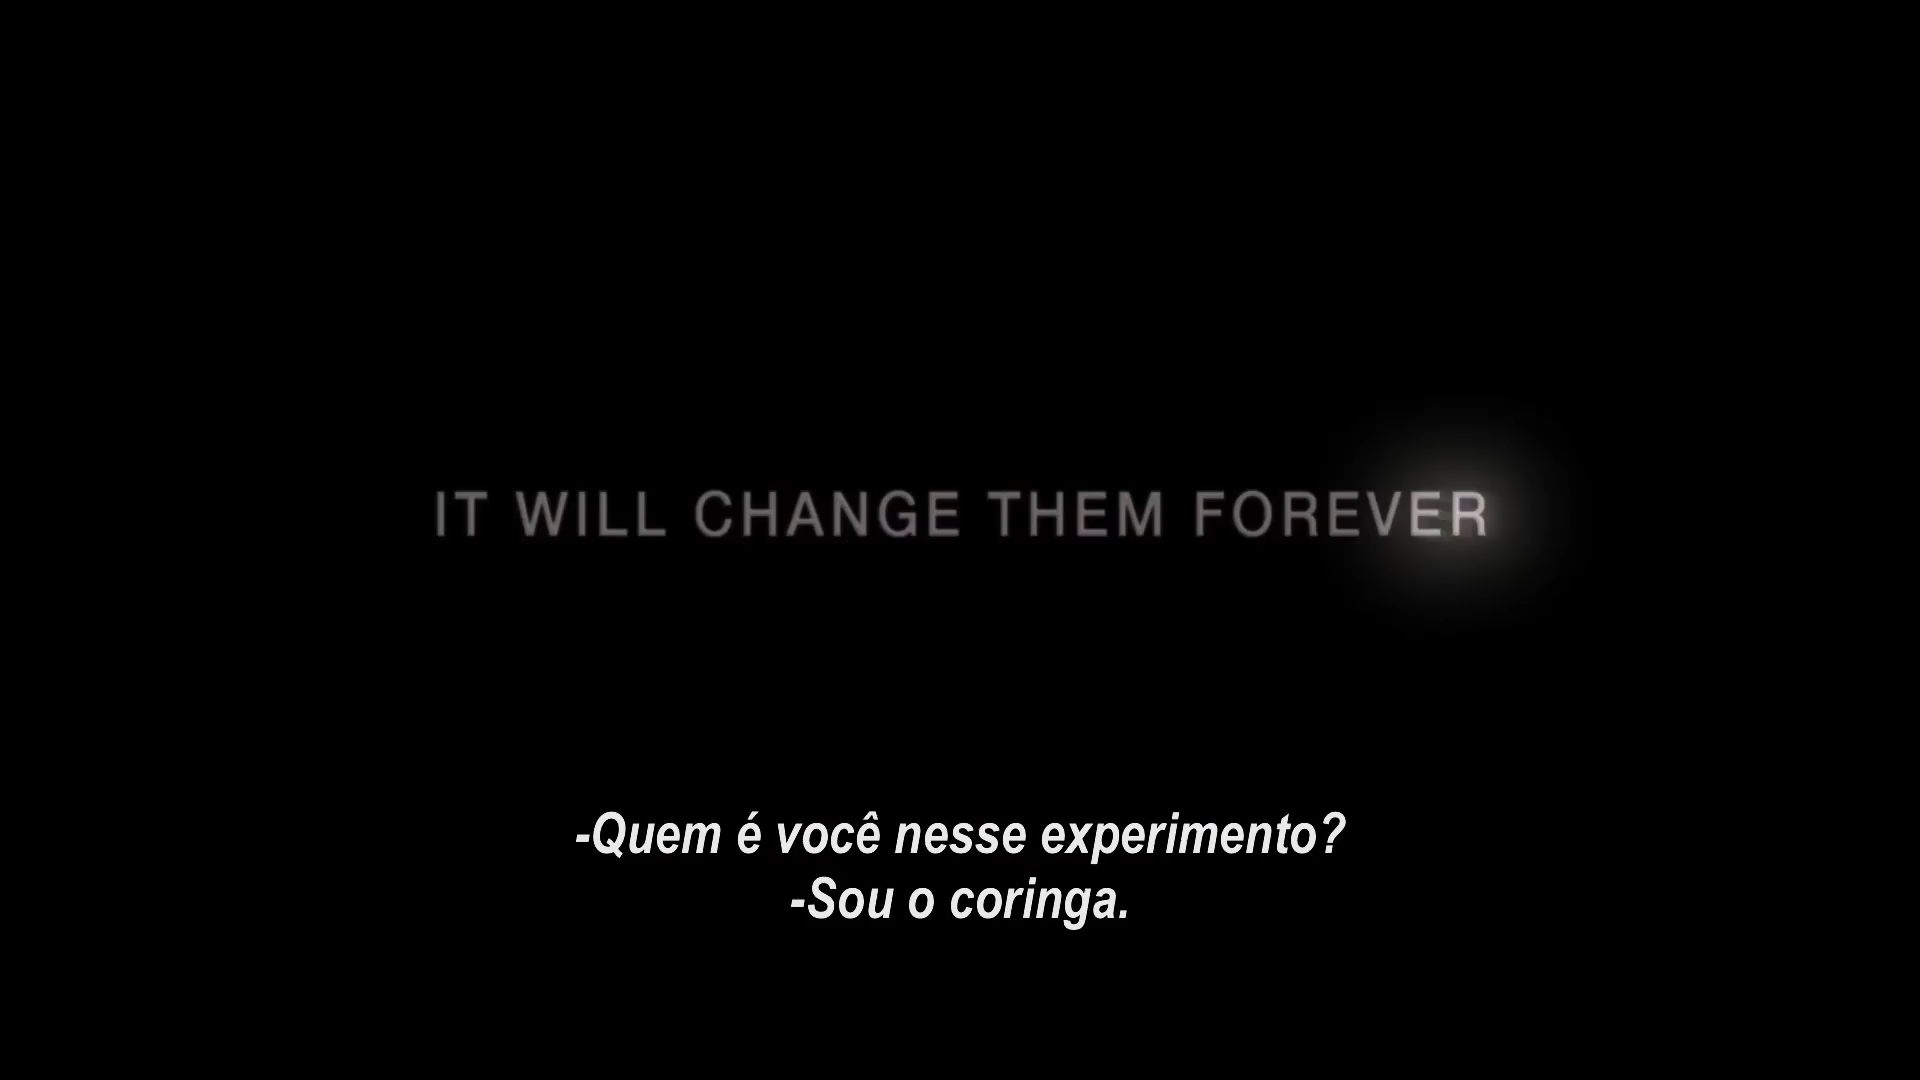 IT WILL CHANGE THEM FOREVER
-Quem é você nesse experimento?
-Sou o coringa.